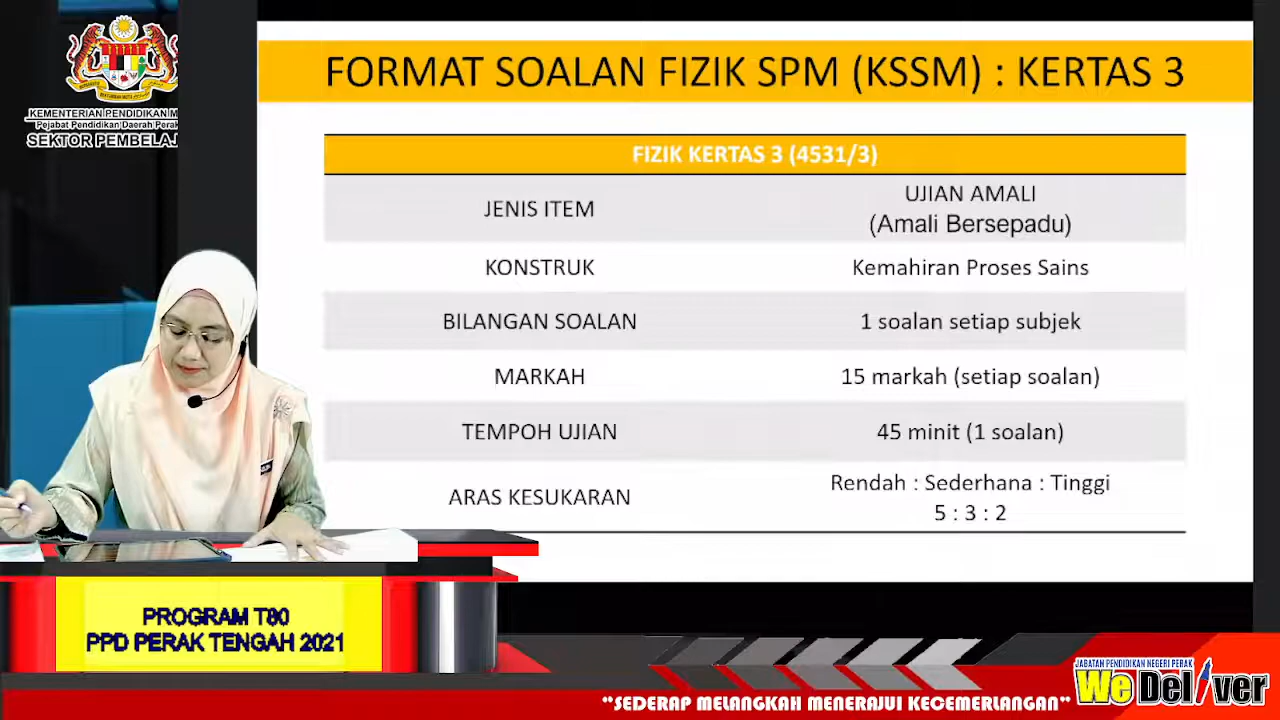 KEMENTERIAN PENDIDIKAN M
Pejabat Pendidikan Daerah Perak
SEKTOR PEMBELAJ
FORMAT SOALAN FIZIK SPM (KSSM) : KERTAS 3
FIZIK KERTAS 3 (4531/3)
JENIS ITEM
UJIAN AMALI
(Amali Bersepadu)
KONSTRUK
Kemahiran Proses Sains
BILANGAN SOALAN
1 soalan setiap subjek
MARKAH
15 markah (setiap soalan)
TEMPOH UJIAN
45 minit (1 soalan)
ARAS KESUKARAN
Rendah : Sederhana : Tinggi
5 : 3 : 2
PROGRAM T80
PPD PERAK TENGAH 2021
"SEDERAP MELANGKAH MENERAJUI KECEMERLANGAN"
JABATAN PENDIDIKAN NEGERI PERAK
We Deliver